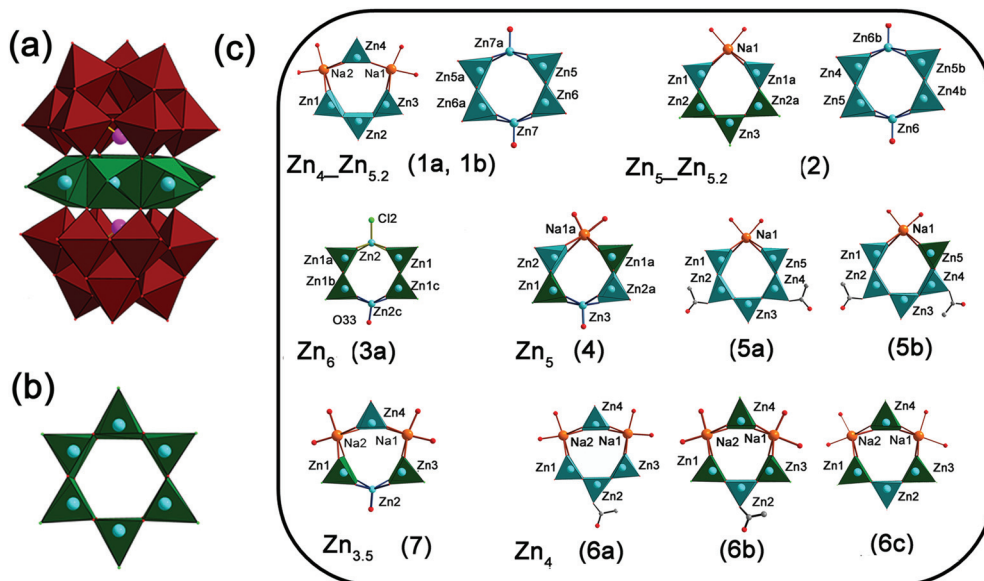 (a)
(b)
(c)
Zn4 Na2 Na1 Zn1 Zn3 Zn2
Zn7a Zn5a Zn5 Zn6a Zn6 Zn7
Zn₄_Zn₅.₂ (1a, 1b)
Na1 Zn1 Zn1a Zn2 Zn2a Zn3
Zn6b Zn4 Zn5b Zn5 Zn4b Zn6
Zn₅_Zn₅.₂ (2)
Cl2 Zn1a Zn2 Zn1 Zn1b Zn1c Zn2c O33
Zn₆ (3a)
Na1a Zn2 Zn1a Zn1 Zn2a Zn3
Zn₅ (4)
Na1 Zn1 Zn5 Zn2 Zn4 Zn3
(5a)
Na1 Zn1 Zn5 Zn2 Zn4 Zn3
(5b)
Zn4 Na2 Na1 Zn1 Zn3 Zn2
Zn₃.₅ (7)
Zn4 Na2 Na1 Zn1 Zn3 Zn2
Zn₄ (6a)
Zn4 Na2 Na1 Zn1 Zn3 Zn2
(6b)
Zn4 Na2 Na1 Zn1 Zn3 Zn2
(6c)